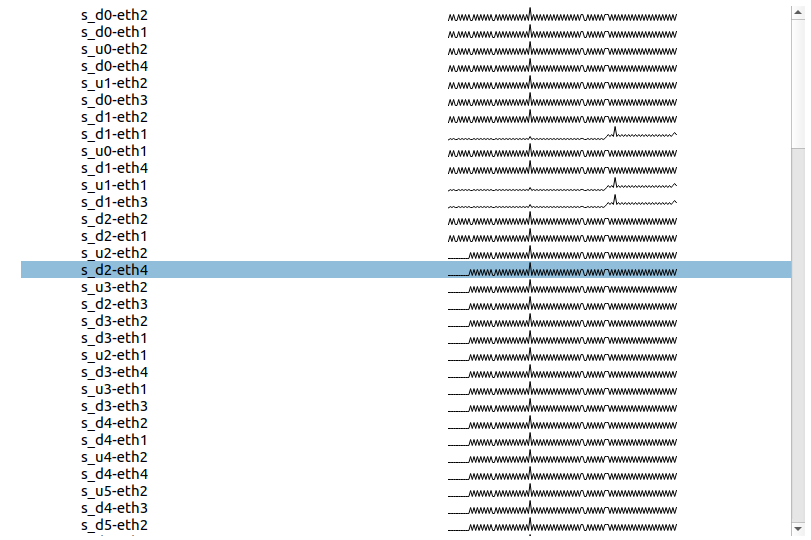 s_d0-eth2
s_d0-eth1
s_u0-eth2
s_d0-eth4
s_u1-eth2
s_d0-eth3
s_d1-eth2
s_d1-eth1
s_u0-eth1
s_d1-eth4
s_u1-eth1
s_d1-eth3
s_d2-eth2
s_d2-eth1
s_u2-eth2
s_d2-eth4
s_u3-eth2
s_d2-eth3
s_d3-eth2
s_d3-eth1
s_u2-eth1
s_d3-eth4
s_u3-eth1
s_d3-eth3
s_d4-eth2
s_d4-eth1
s_u4-eth2
s_d4-eth4
s_u5-eth2
s_d4-eth3
s_d5-eth2